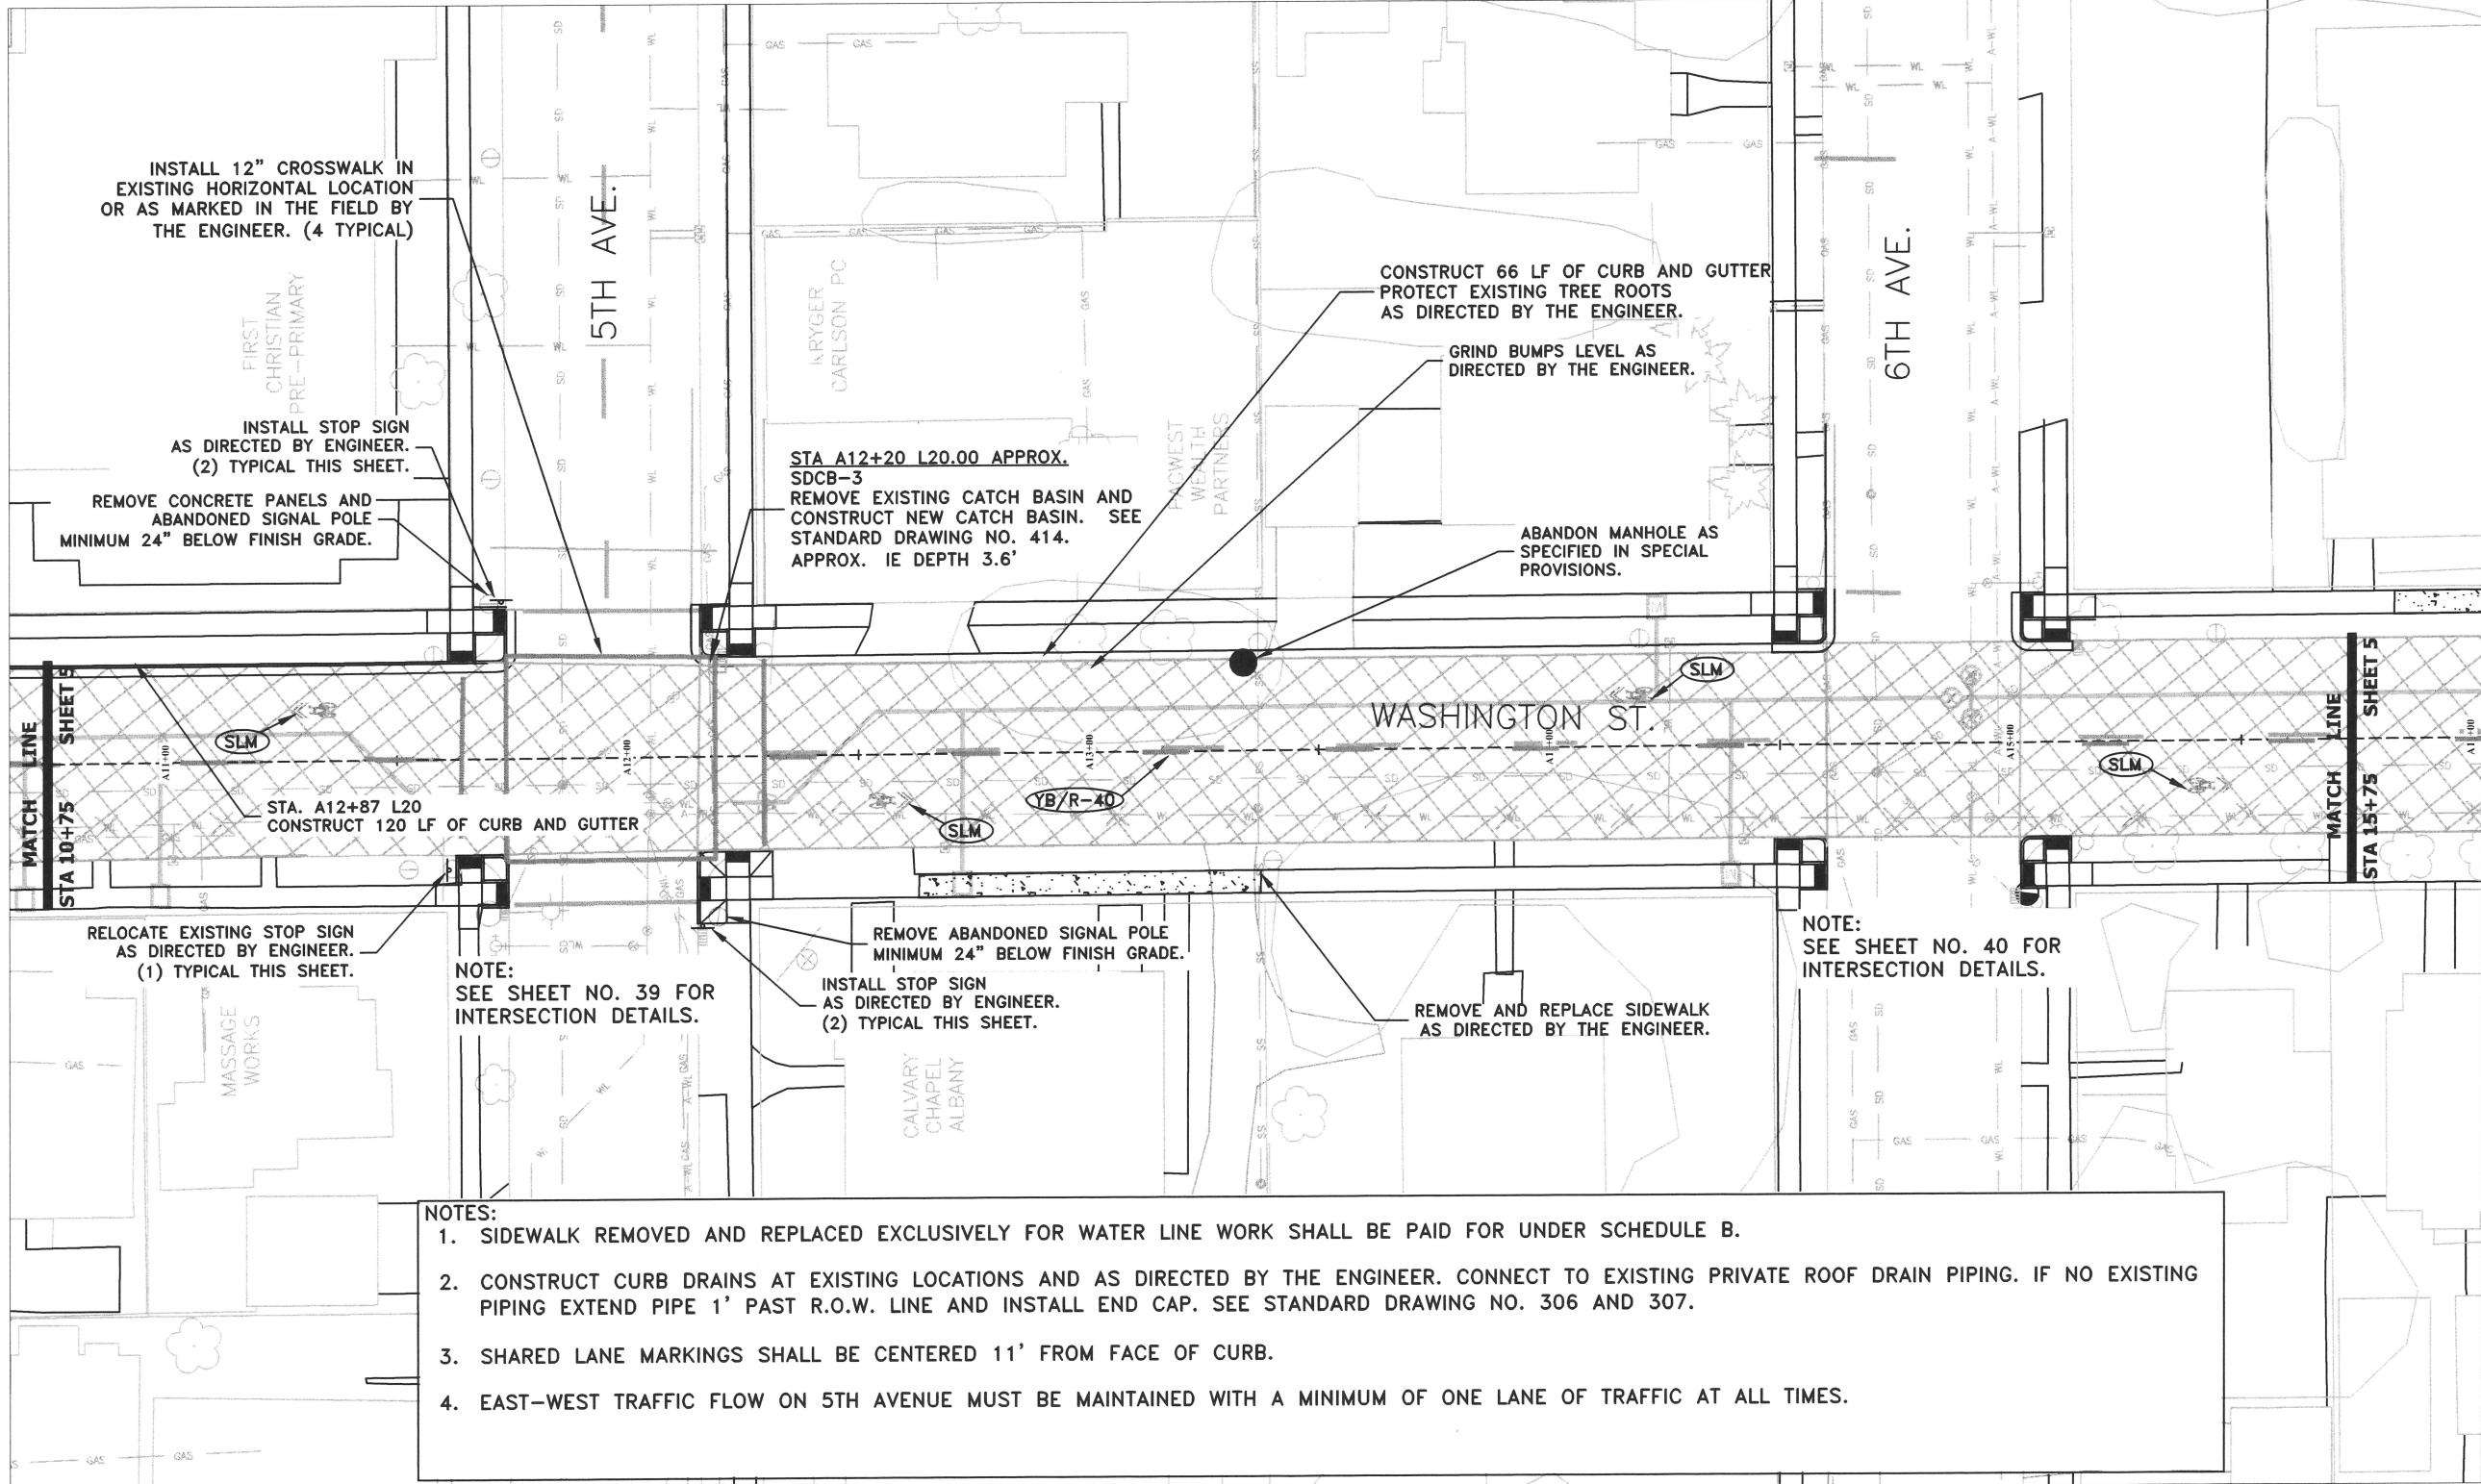 INSTALL 12" CROSSWALK IN
EXISTING HORIZONTAL LOCATION
OR AS MARKED IN THE FIELD BY
THE ENGINEER. (4 TYPICAL)
5TH AVE.
6TH AVE.
FIRST
CHRISTIAN
PRE-PRIMARY
KRYGER
CARLSON PC
PACWEST
WEALTH
PARTNERS
CONSTRUCT 66 LF OF CURB AND GUTTER
PROTECT EXISTING TREE ROOTS
AS DIRECTED BY THE ENGINEER.
GRIND BUMPS LEVEL AS
DIRECTED BY THE ENGINEER.
INSTALL STOP SIGN
AS DIRECTED BY ENGINEER.
(2) TYPICAL THIS SHEET.
REMOVE CONCRETE PANELS AND
ABANDONED SIGNAL POLE
MINIMUM 24" BELOW FINISH GRADE.
STA A12+20 L20.00 APPROX.
SDCB-3
REMOVE EXISTING CATCH BASIN AND
CONSTRUCT NEW CATCH BASIN. SEE
STANDARD DRAWING NO. 414.
APPROX. IE DEPTH 3.6'
ABANDON MANHOLE AS
SPECIFIED IN SPECIAL
PROVISIONS.
MATCH LINE
STA 10+75 SHEET 5
SLM
SLM
WASHINGTON ST.
A11+00
A12+00
A13+00
A15+00
SLM
YB/R-40
SLM
MATCH LINE
STA 15+75 SHEET 5
STA. A12+87 L20
CONSTRUCT 120 LF OF CURB AND GUTTER
RELOCATE EXISTING STOP SIGN
AS DIRECTED BY ENGINEER.
(1) TYPICAL THIS SHEET.
NOTE:
SEE SHEET NO. 39 FOR
INTERSECTION DETAILS.
REMOVE ABANDONED SIGNAL POLE
MINIMUM 24" BELOW FINISH GRADE.
INSTALL STOP SIGN
AS DIRECTED BY ENGINEER.
(2) TYPICAL THIS SHEET.
REMOVE AND REPLACE SIDEWALK
AS DIRECTED BY THE ENGINEER.
NOTE:
SEE SHEET NO. 40 FOR
INTERSECTION DETAILS.
MASSAGE
WORKS
CALVARY
CHAPEL
ALBANY
NOTES:
1. SIDEWALK REMOVED AND REPLACED EXCLUSIVELY FOR WATER LINE WORK SHALL BE PAID FOR UNDER SCHEDULE B.
2. CONSTRUCT CURB DRAINS AT EXISTING LOCATIONS AND AS DIRECTED BY THE ENGINEER. CONNECT TO EXISTING PRIVATE ROOF DRAIN PIPING. IF NO EXISTING
PIPING EXTEND PIPE 1' PAST R.O.W. LINE AND INSTALL END CAP. SEE STANDARD DRAWING NO. 306 AND 307.
3. SHARED LANE MARKINGS SHALL BE CENTERED 11' FROM FACE OF CURB.
4. EAST-WEST TRAFFIC FLOW ON 5TH AVENUE MUST BE MAINTAINED WITH A MINIMUM OF ONE LANE OF TRAFFIC AT ALL TIMES.